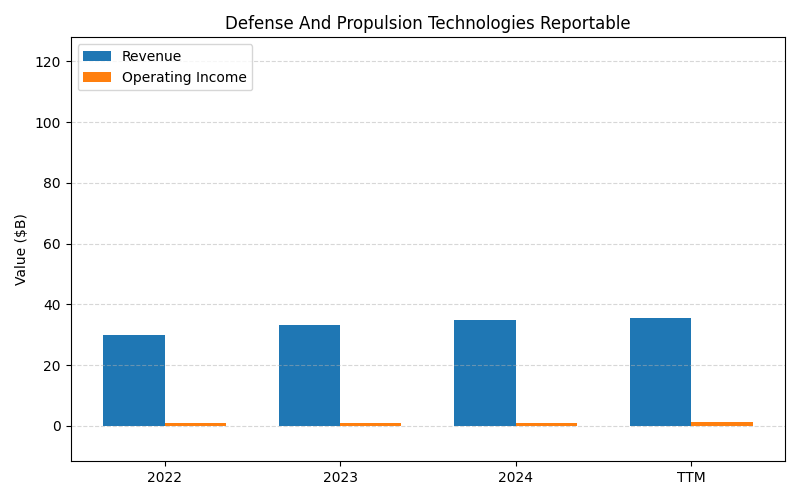 Defense And Propulsion Technologies Reportable
Revenue
Operating Income
120
100
80
60
40
20
0
Value ($B)
2022
2023
2024
TTM